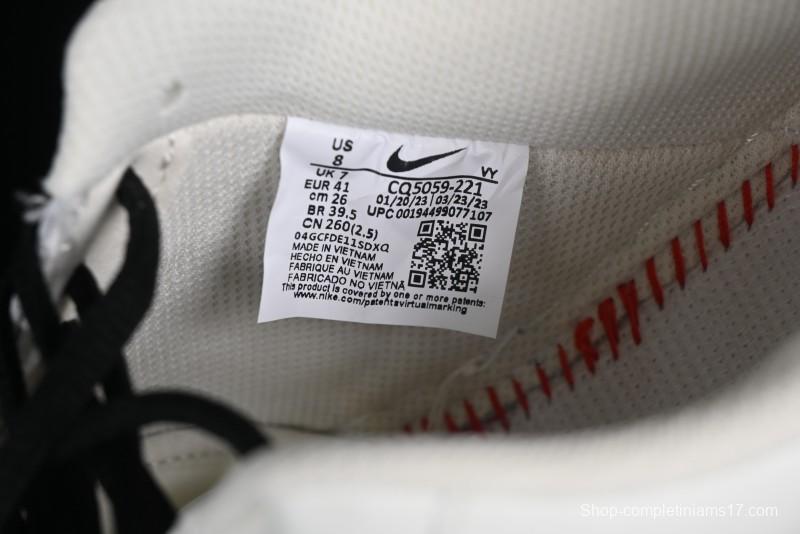 US
8
UK 7
VY
EUR 41
CQ5059-221
cm 26
01/20/23 | 03/23/23
BR 39.5
UPC 00194499077107
CN 260(2.5)
04GCFDE11SDXQ
MADE IN VIETNAM
HECHO EN VIETNAM
FABRIQUE AU VIETNAM
FABRICADO NO VIETNÃ
This product is covered by one or more patents:
www.nike.com/patentsvirtualmarking
Shop-completiniams17.com